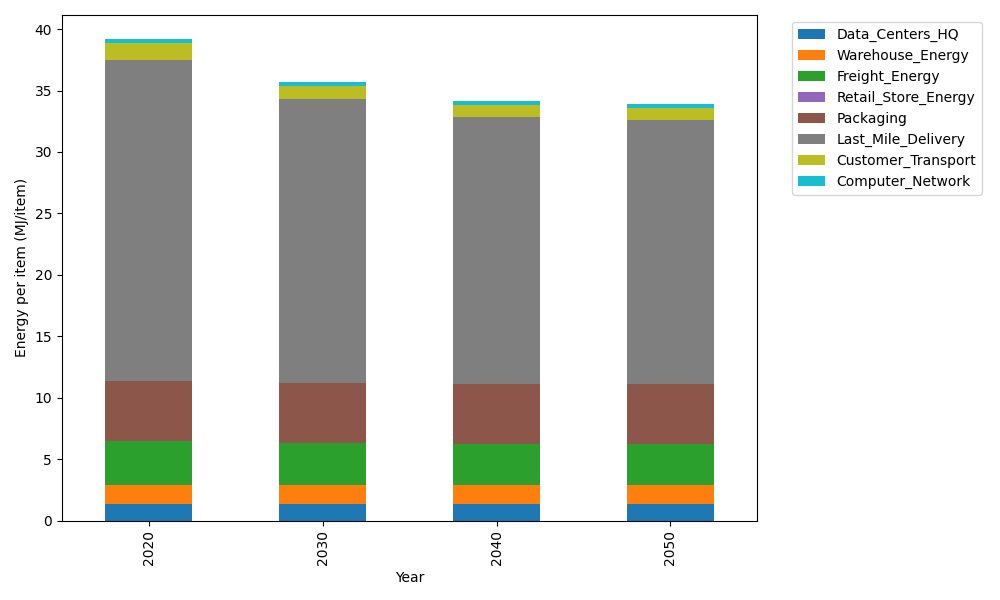 40
35
30
25
20
15
10
5
0
Energy per item (MJ/item)
2020
2030
2040
2050
Year
Data_Centers_HQ
Warehouse_Energy
Freight_Energy
Retail_Store_Energy
Packaging
Last_Mile_Delivery
Customer_Transport
Computer_Network